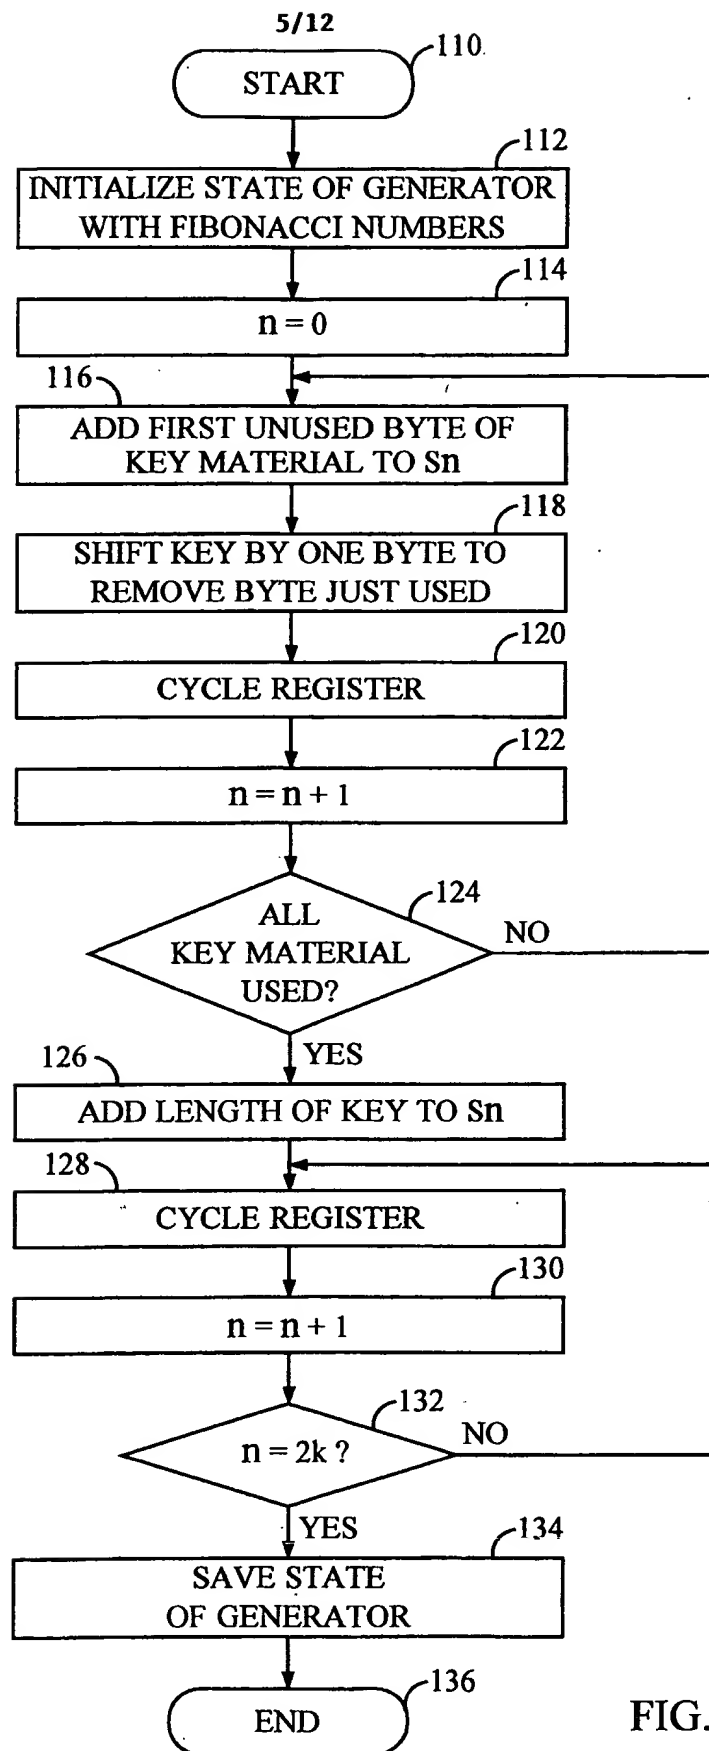 5/12
110
START
112
INITIALIZE STATE OF GENERATOR
WITH FIBONACCI NUMBERS
114
n = 0
116
ADD FIRST UNUSED BYTE OF
KEY MATERIAL TO Sn
118
SHIFT KEY BY ONE BYTE TO
REMOVE BYTE JUST USED
120
CYCLE REGISTER
122
n = n + 1
124
ALL
KEY MATERIAL
USED?
NO
YES
126
ADD LENGTH OF KEY TO Sn
128
CYCLE REGISTER
130
n = n + 1
132
n = 2k ?
NO
YES
134
SAVE STATE
OF GENERATOR
136
END
FIG.